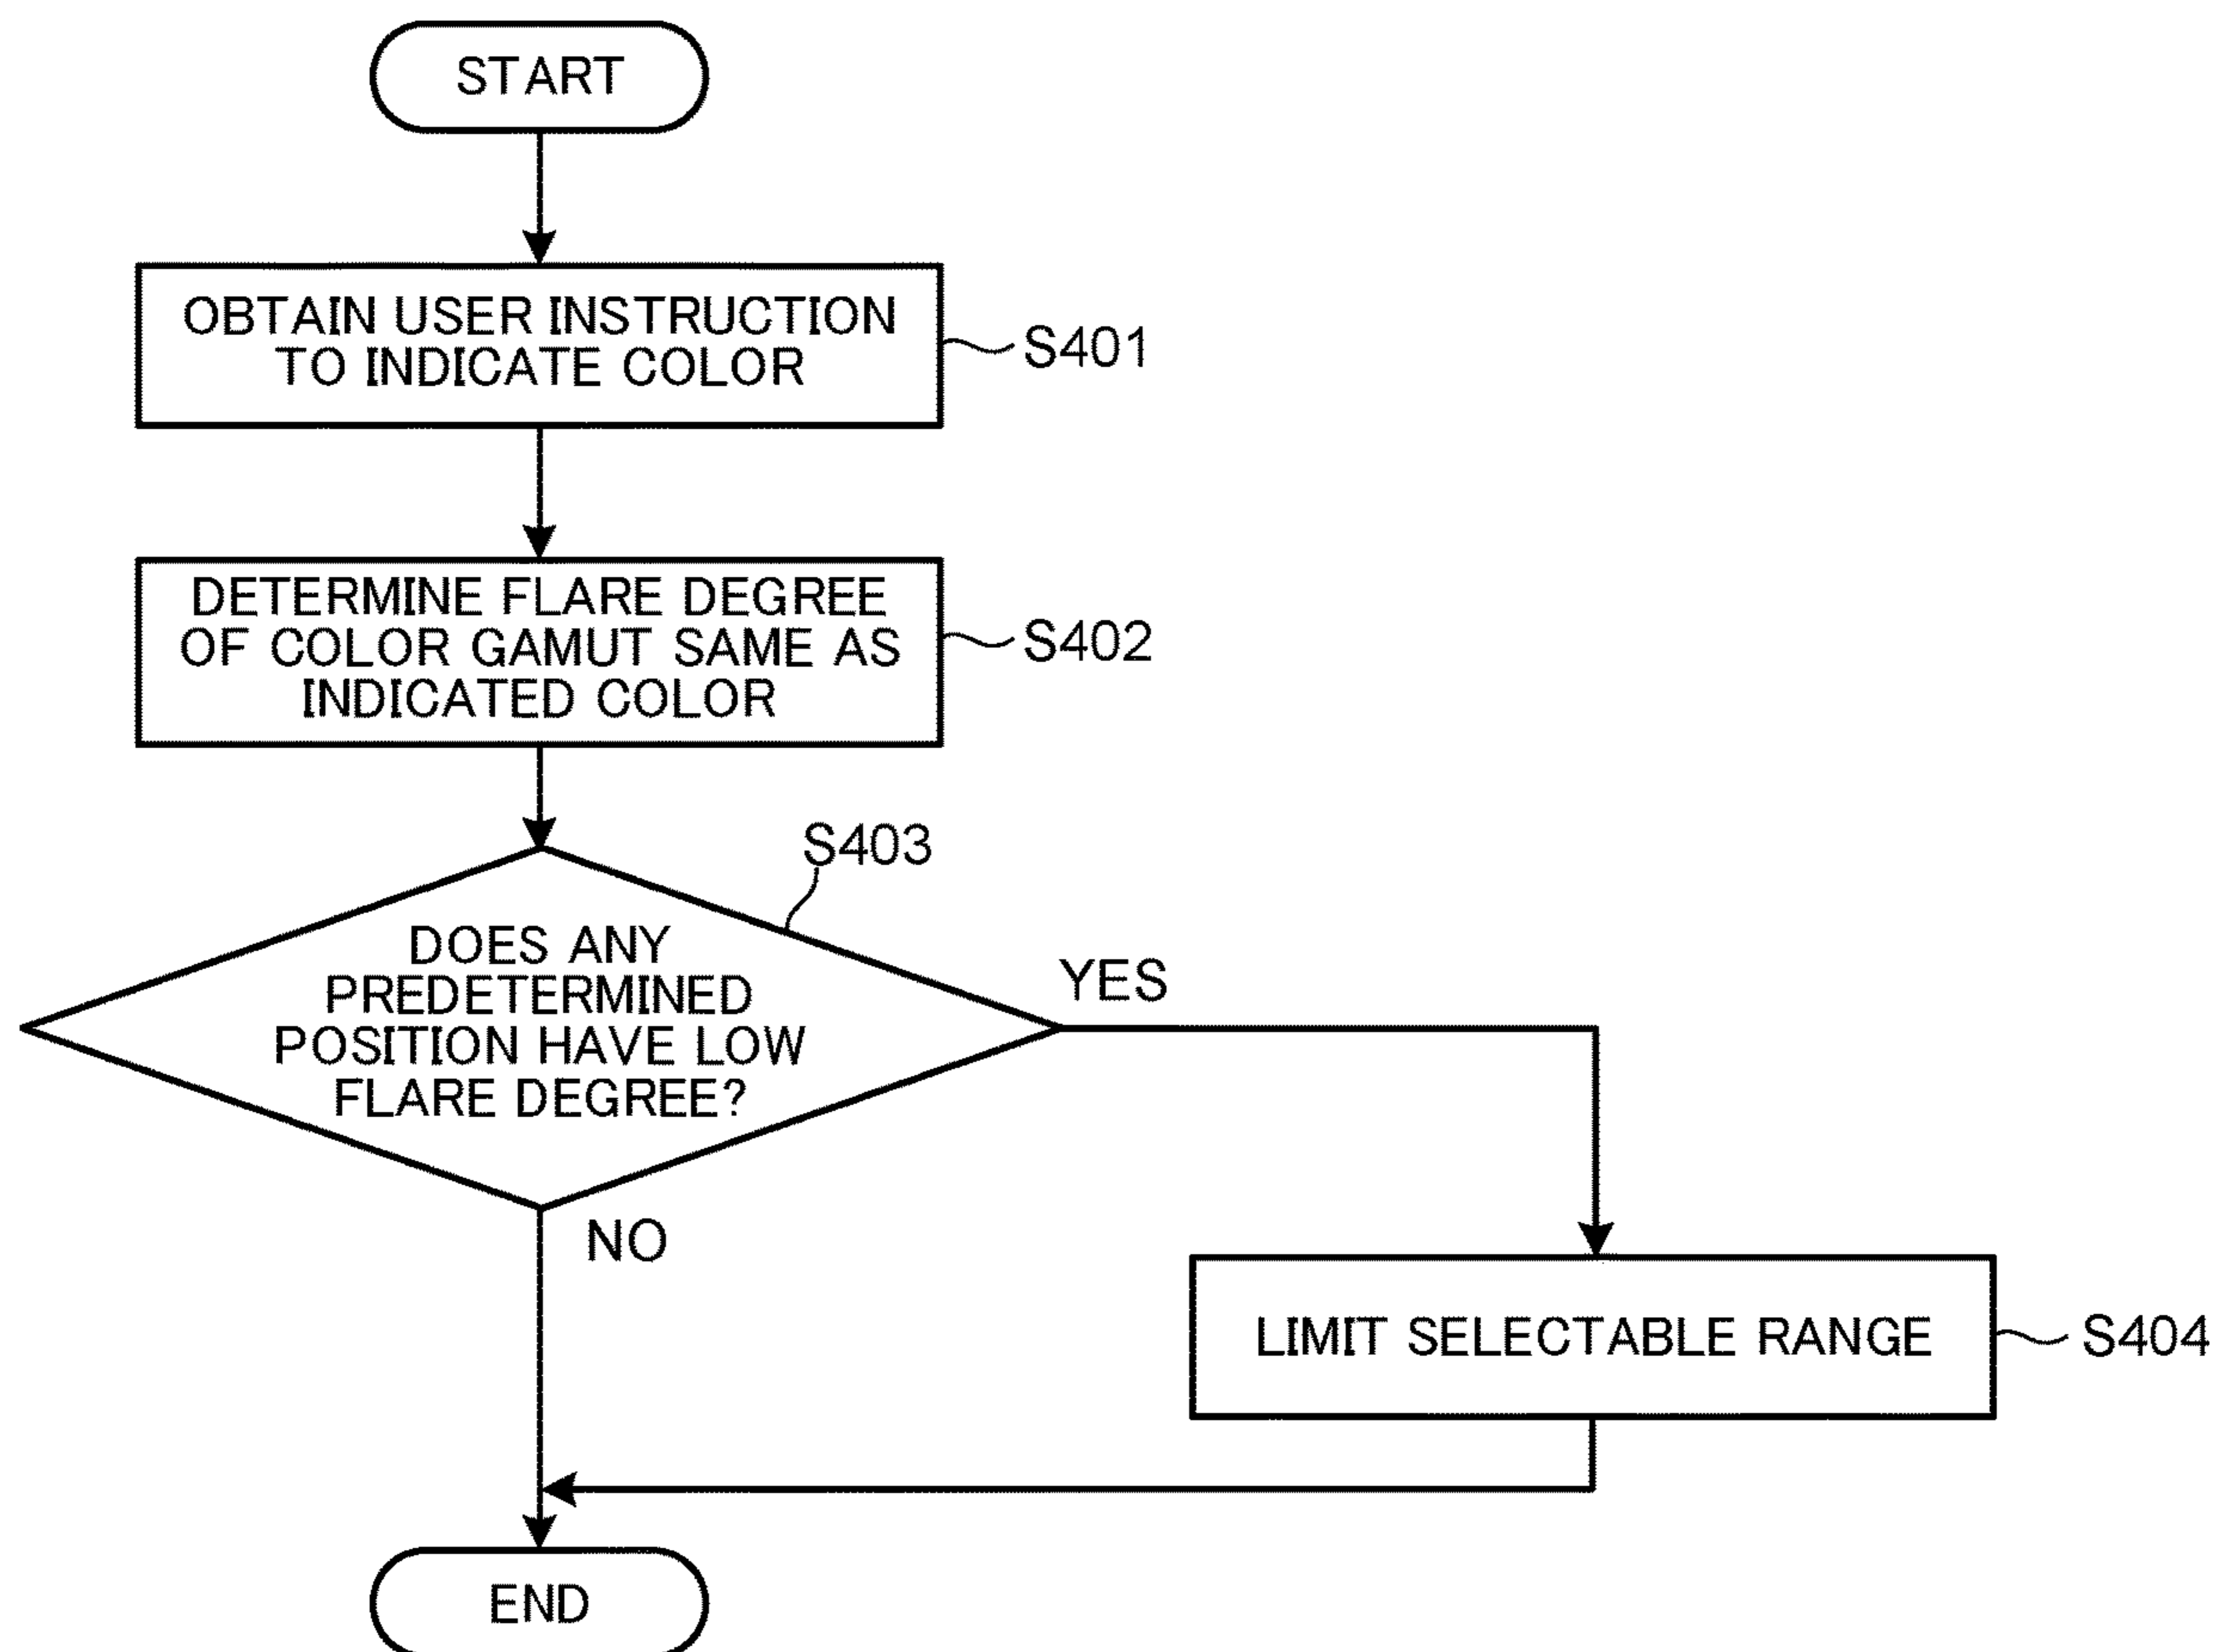 START
OBTAIN USER INSTRUCTION
TO INDICATE COLOR
S401
DETERMINE FLARE DEGREE
OF COLOR GAMUT SAME AS
INDICATED COLOR
S402
S403
DOES ANY
PREDETERMINED
POSITION HAVE LOW
FLARE DEGREE?
YES
NO
LIMIT SELECTABLE RANGE
S404
END